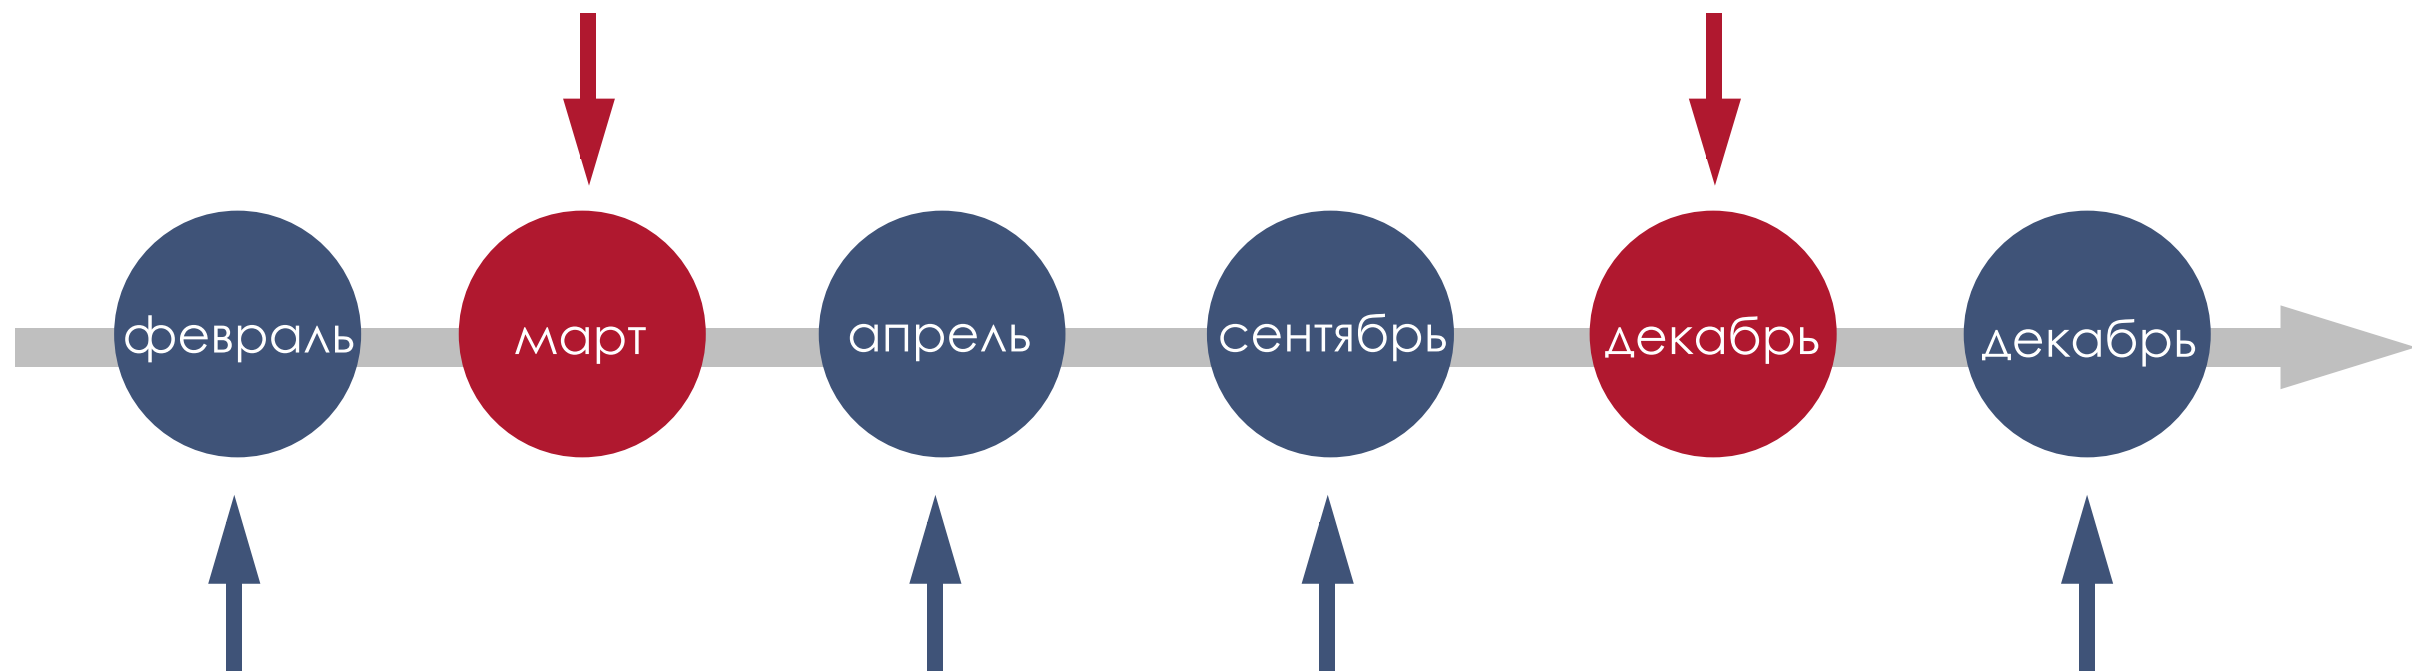 февраль
март
апрель
сентябрь
декабрь
декабрь